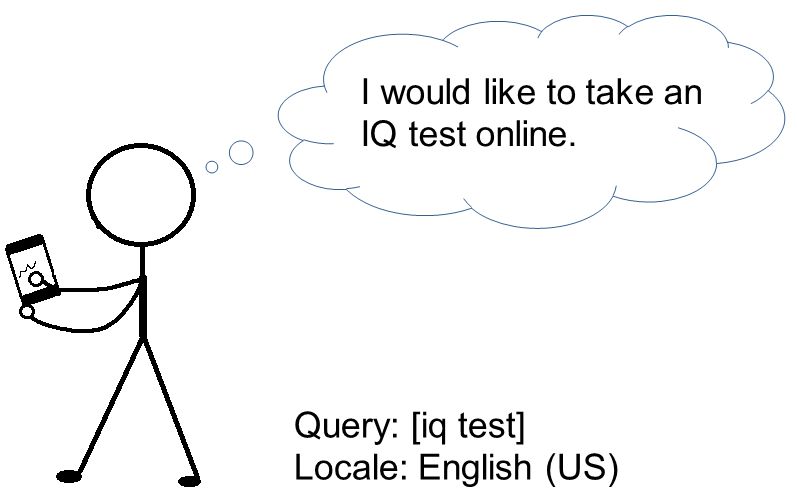 I would like to take an
IQ test online.
Query: [iq test]
Locale: English (US)